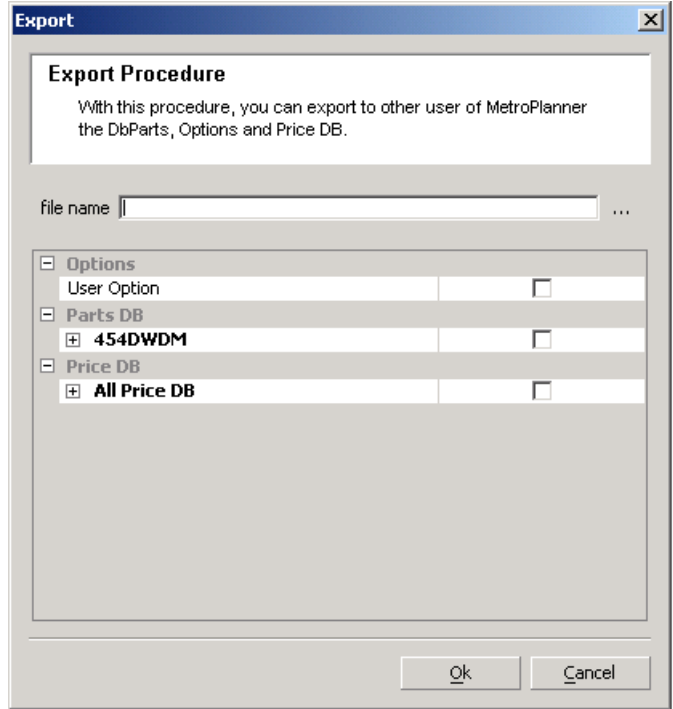 Export
Export Procedure
With this procedure, you can export to other user of MetroPlanner
the DbParts, Options and Price DB.
file name ...
Options
User Option
Parts DB
454DWDM
Price DB
All Price DB
Ok Cancel